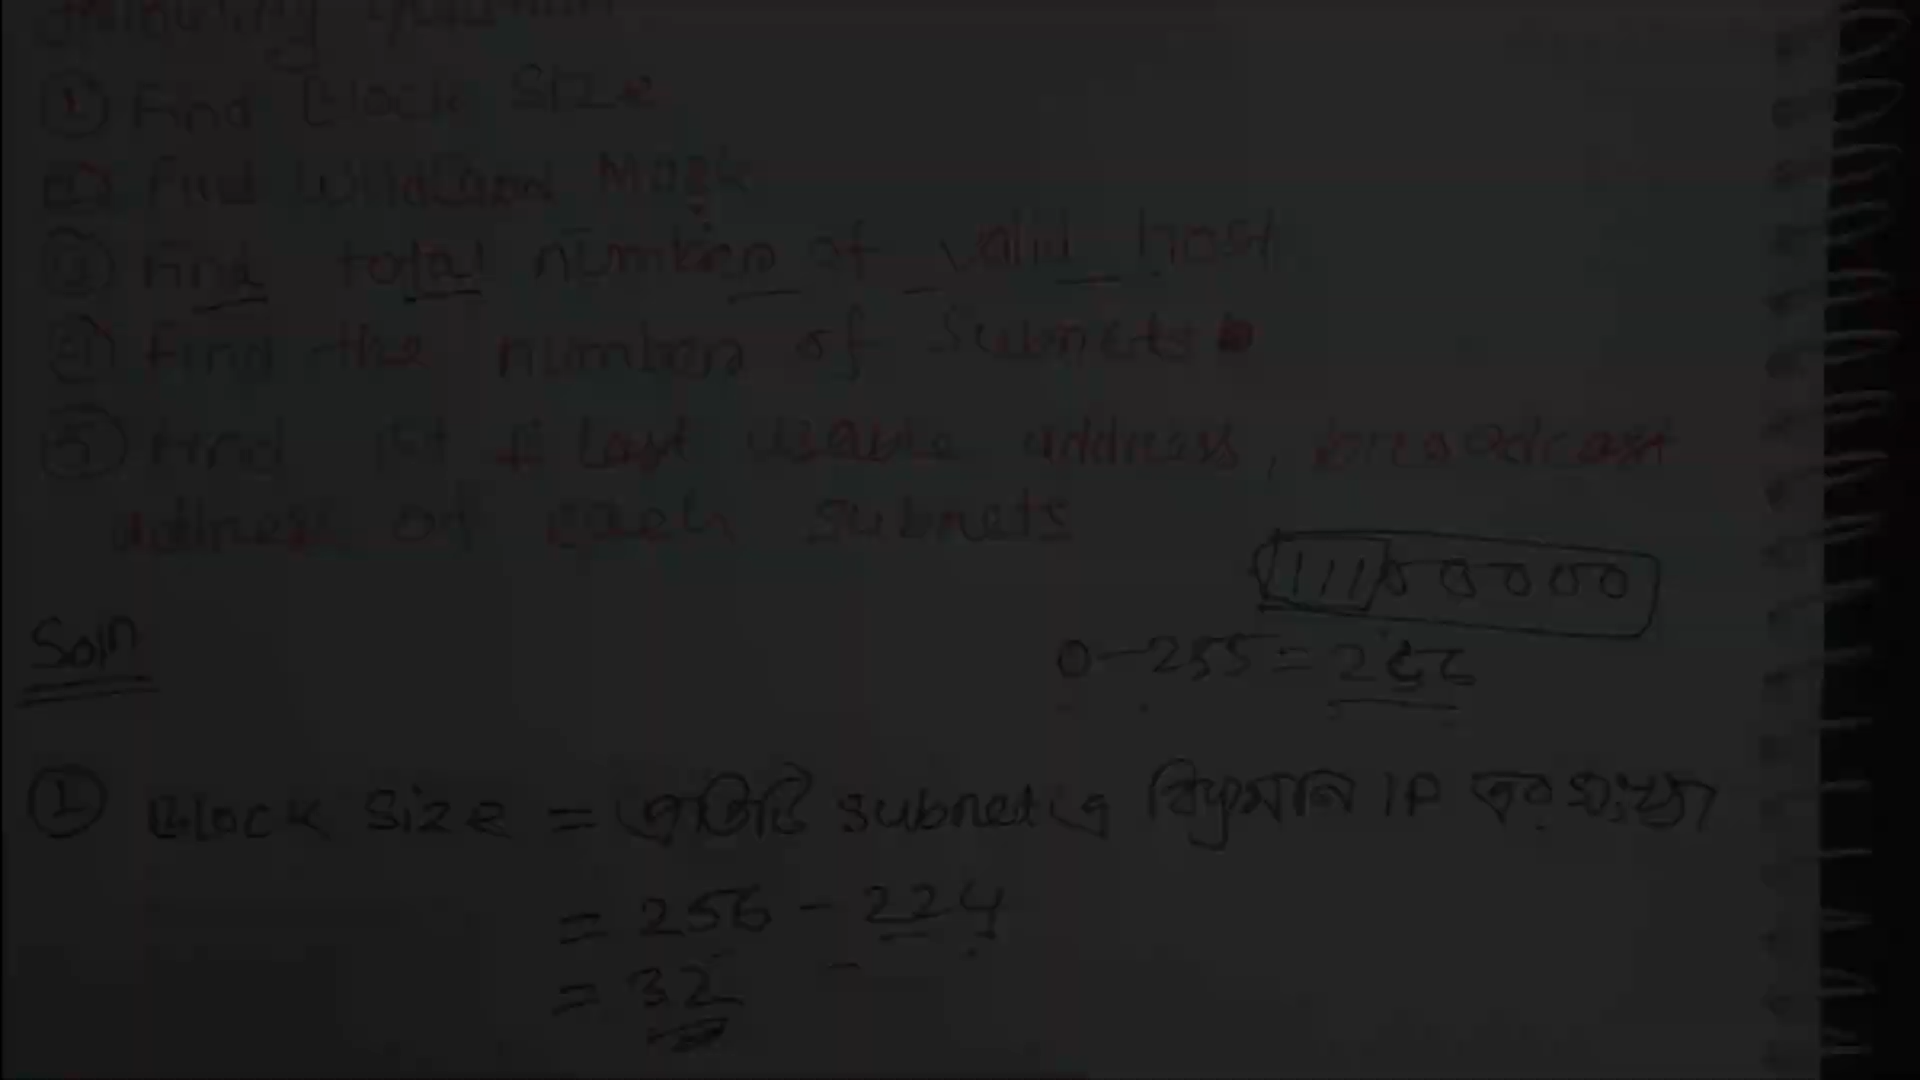 following question
① Find Block Size
② Find Wildcard Mask
③ Find total number of valid host
④ Find the number of Subnets
⑤ Find 1st & Last usable address, broadcast
address of each subnets
11100000
Soln
0-255 =
① Block Size = প্রতিটি subnet এ বিদ্যমান IP এর সংখ্যা
= 256 - 224
= 32